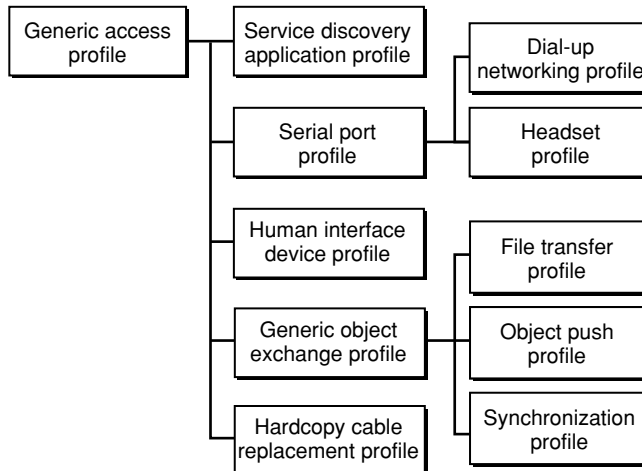 Generic access
profile
Service discovery
application profile
Serial port
profile
Human interface
device profile
Generic object
exchange profile
Hardcopy cable
replacement profile
Dial-up
networking profile
Headset
profile
File transfer
profile
Object push
profile
Synchronization
profile